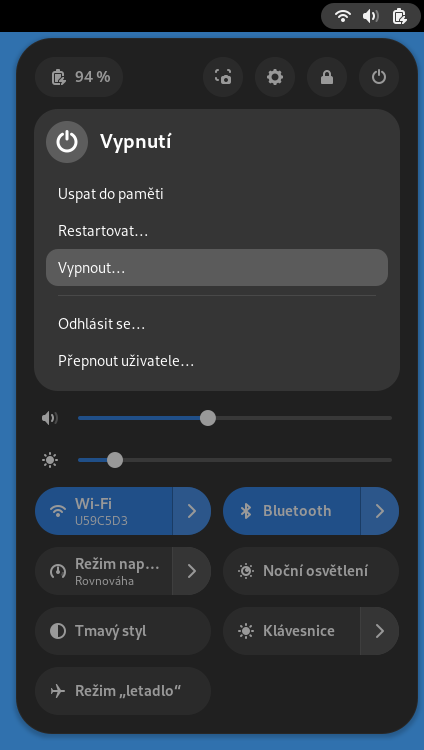 94 %
Vypnutí
Uspat do paměti
Restartovat…
Vypnout…
Odhlásit se…
Přepnout uživatele…
Wi-Fi
U59C5D3
Bluetooth
Režim nap…
Rovnováha
Noční osvětlení
Tmavý styl
Klávesnice
Režim „letadlo“